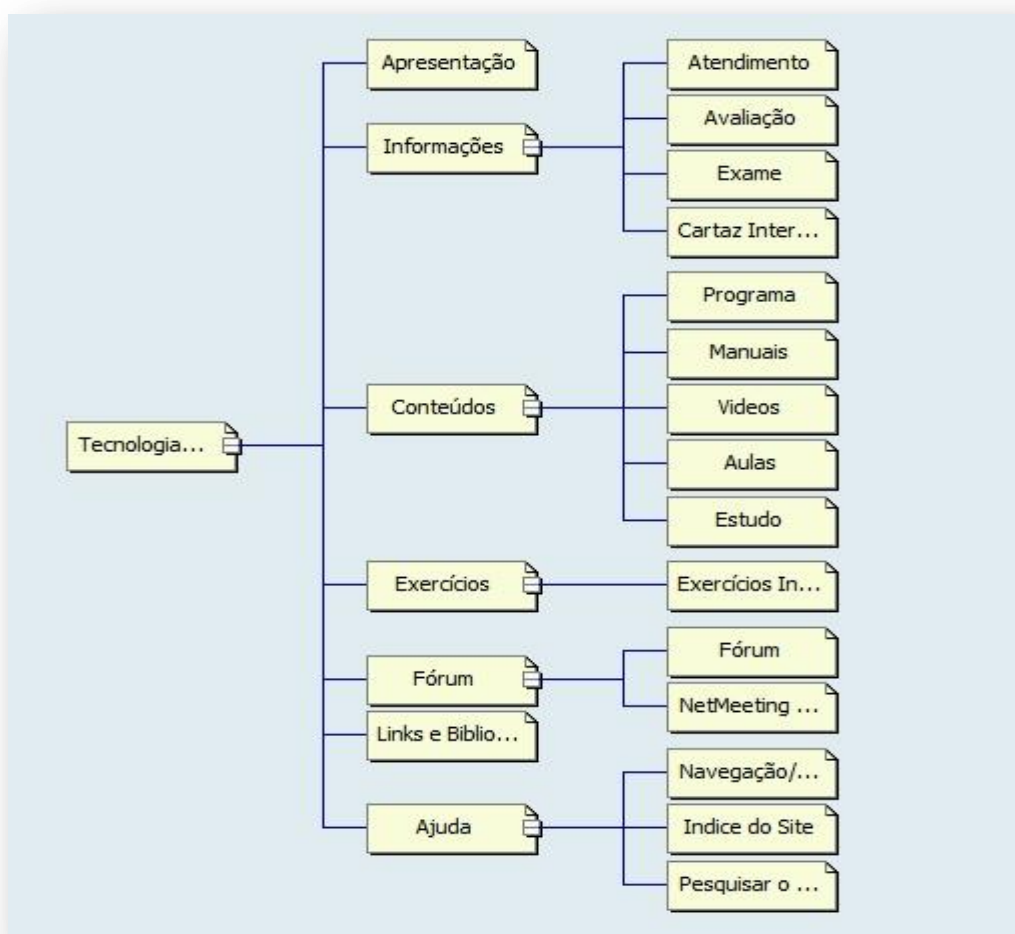 Tecnologia...
Apresentação
Informações
Atendimento
Avaliação
Exame
Cartaz Inter...
Conteúdos
Programa
Manuais
Videos
Aulas
Estudo
Exercícios
Exercícios In...
Fórum
Fórum
NetMeeting ...
Links e Biblio...
Ajuda
Navegação/...
Indice do Site
Pesquisar o ...